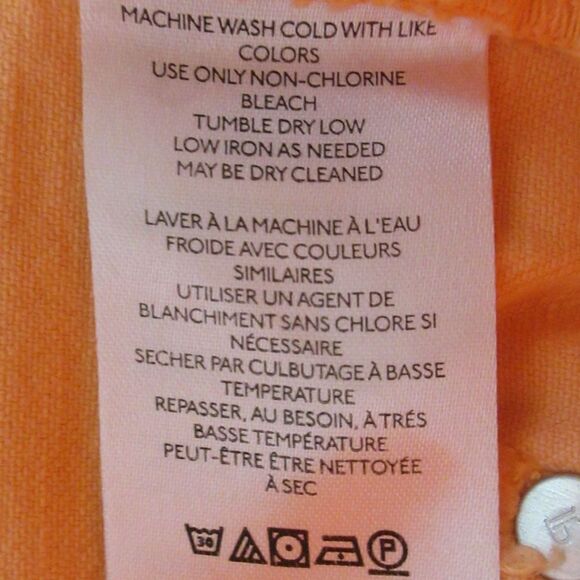 MACHINE WASH COLD WITH LIKE
COLORS
USE ONLY NON-CHLORINE
BLEACH
TUMBLE DRY LOW
LOW IRON AS NEEDED
MAY BE DRY CLEANED
LAVER À LA MACHINE À L'EAU
FROIDE AVEC COULEURS
SIMILAIRES
UTILISER UN AGENT DE
BLANCHIMENT SANS CHLORE SI
NÉCESSAIRE
SECHER PAR CULBUTAGE À BASSE
TEMPERATURE
REPASSER, AU BESOIN, À TRÉS
BASSE TEMPÉRATURE
PEUT-ÊTRE ÊTRE NETTOYÉE
À SEC
30 P